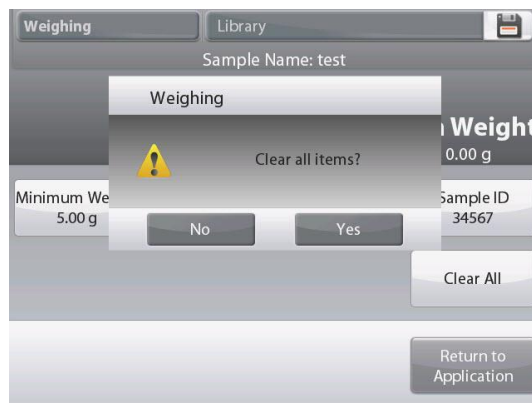 Weighing
Library
Sample Name: test
Weighing
Weight
0.00 g
Clear all items?
Minimum We
5.00 g
Sample ID
34567
No
Yes
Clear All
Return to
Application